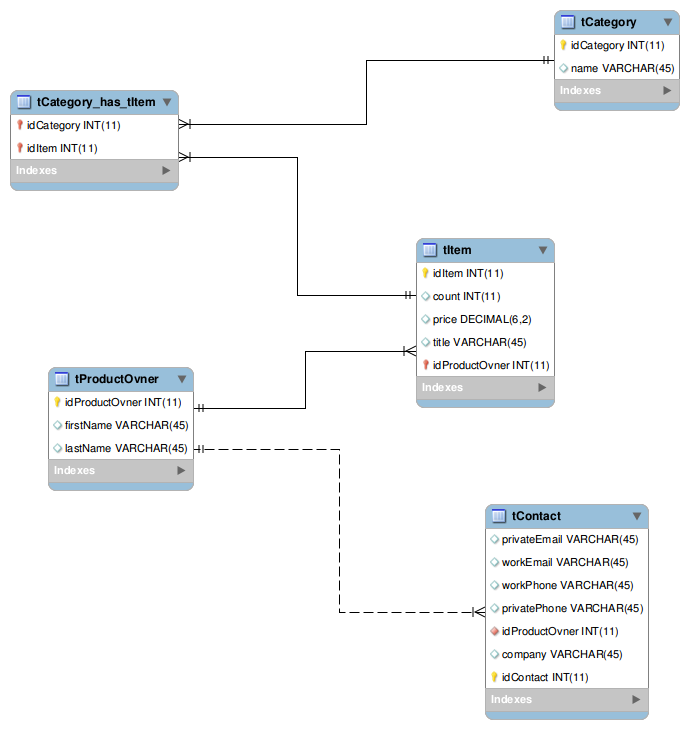 tCategory
idCategory INT(11)
name VARCHAR(45)
Indexes
tCategory_has_tItem
idCategory INT(11)
idItem INT(11)
Indexes
tItem
idItem INT(11)
count INT(11)
price DECIMAL(6,2)
title VARCHAR(45)
idProductOvner INT(11)
Indexes
tProductOvner
idProductOvner INT(11)
firstName VARCHAR(45)
lastName VARCHAR(45)
Indexes
tContact
privateEmail VARCHAR(45)
workEmail VARCHAR(45)
workPhone VARCHAR(45)
privatePhone VARCHAR(45)
idProductOvner INT(11)
company VARCHAR(45)
idContact INT(11)
Indexes